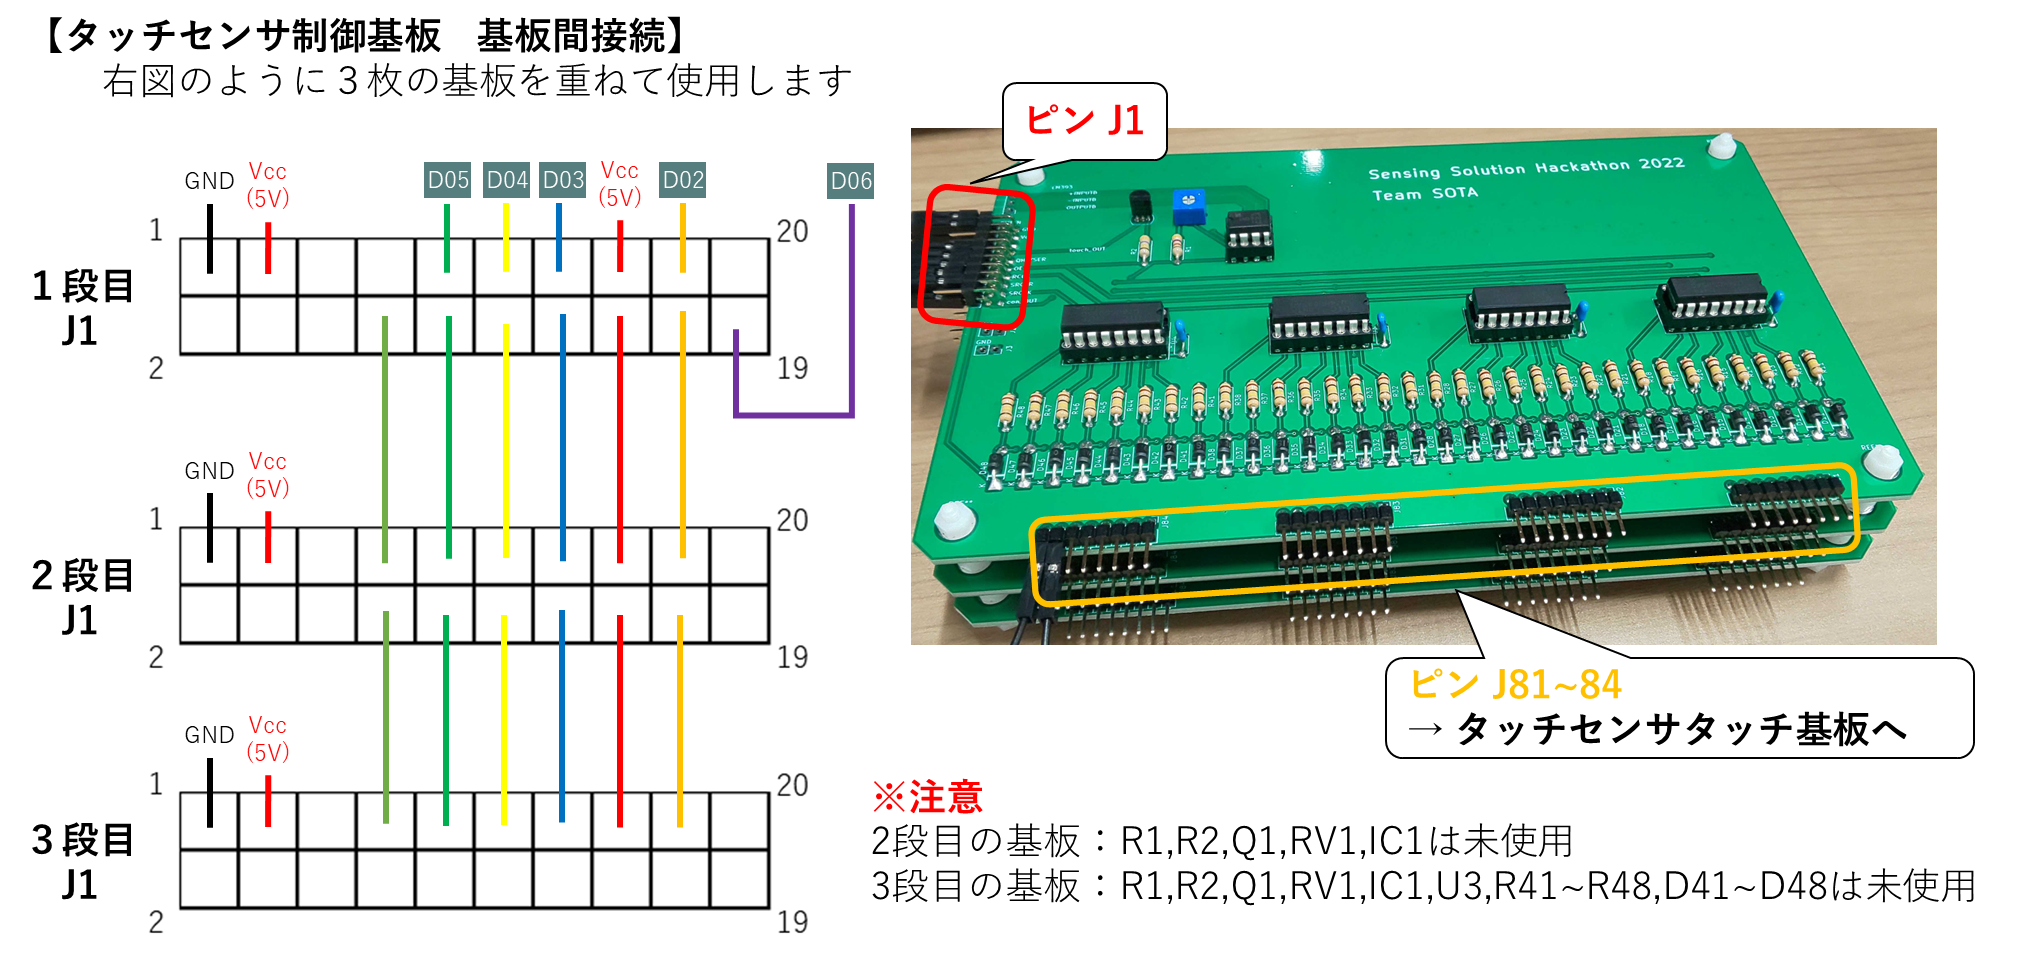 【タッチセンサ制御基板　基板間接続】
右図のように３枚の基板を重ねて使用します
ピン J1
GND
Vcc
(5V)
D05
D04
D03
Vcc
(5V)
D02
D06
1
20
１段目
J1
2
19
GND
Vcc
(5V)
1
20
２段目
J1
2
19
GND
Vcc
(5V)
1
20
３段目
J1
2
19
Sensing Solution Hackathon 2022
Team SOTA
ピン J81~84
→ タッチセンサタッチ基板へ
※注意
2段目の基板：R1,R2,Q1,RV1,IC1は未使用
3段目の基板：R1,R2,Q1,RV1,IC1,U3,R41~R48,D41~D48は未使用